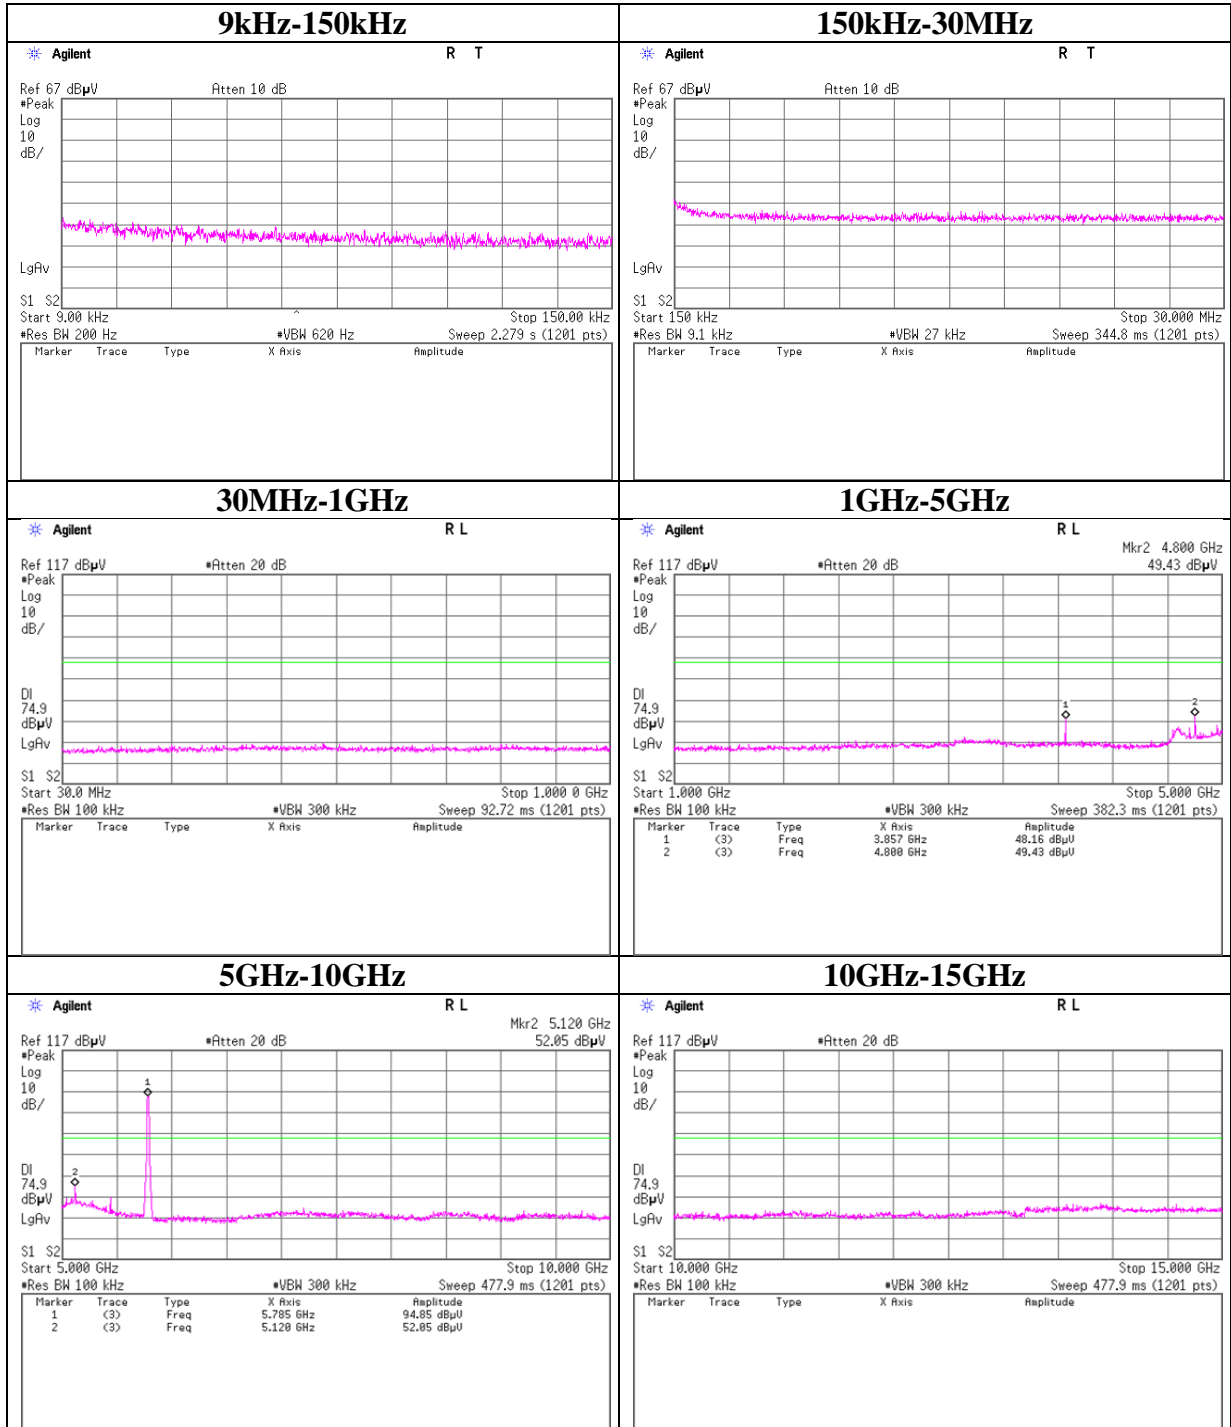 9kHz-150kHz
Agilent
R T
Ref 67 dBµV
Atten 10 dB
#Peak
Log
10
dB/
LgAv
S1 S2
Start 9.00 kHz
^
Stop 150.00 kHz
#Res BW 200 Hz
#VBW 620 Hz
Sweep 2.279 s (1201 pts)
Marker Trace Type X Axis Amplitude
150kHz-30MHz
Agilent
R T
Ref 67 dBµV
Atten 10 dB
#Peak
Log
10
dB/
LgAv
S1 S2
Start 150 kHz
Stop 30.000 MHz
#Res BW 9.1 kHz
#VBW 27 kHz
Sweep 344.8 ms (1201 pts)
Marker Trace Type X Axis Amplitude
30MHz-1GHz
Agilent
R L
Ref 117 dBµV
#Atten 20 dB
#Peak
Log
10
dB/
DI
74.9
dBµV
LgAv
S1 S2
Start 30.0 MHz
Stop 1.000 0 GHz
#Res BW 100 kHz
#VBW 300 kHz
Sweep 92.72 ms (1201 pts)
Marker Trace Type X Axis Amplitude
1GHz-5GHz
Agilent
R L
Mkr2 4.800 GHz
Ref 117 dBµV
#Atten 20 dB
49.43 dBµV
#Peak
Log
10
dB/
1
2
DI
74.9
dBµV
LgAv
S1 S2
Start 1.000 GHz
Stop 5.000 GHz
#Res BW 100 kHz
#VBW 300 kHz
Sweep 382.3 ms (1201 pts)
Marker Trace Type X Axis Amplitude
1 (3) Freq 3.857 GHz 48.16 dBµV
2 (3) Freq 4.800 GHz 49.43 dBµV
5GHz-10GHz
Agilent
R L
Mkr2 5.120 GHz
Ref 117 dBµV
#Atten 20 dB
52.05 dBµV
#Peak
Log
10
dB/
1
DI
74.9
dBµV
2
LgAv
S1 S2
Start 5.000 GHz
Stop 10.000 GHz
#Res BW 100 kHz
#VBW 300 kHz
Sweep 477.9 ms (1201 pts)
Marker Trace Type X Axis Amplitude
1 (3) Freq 5.785 GHz 94.85 dBµV
2 (3) Freq 5.120 GHz 52.05 dBµV
10GHz-15GHz
Agilent
R L
Ref 117 dBµV
#Atten 20 dB
#Peak
Log
10
dB/
DI
74.9
dBµV
LgAv
S1 S2
Start 10.000 GHz
Stop 15.000 GHz
#Res BW 100 kHz
#VBW 300 kHz
Sweep 477.9 ms (1201 pts)
Marker Trace Type X Axis Amplitude